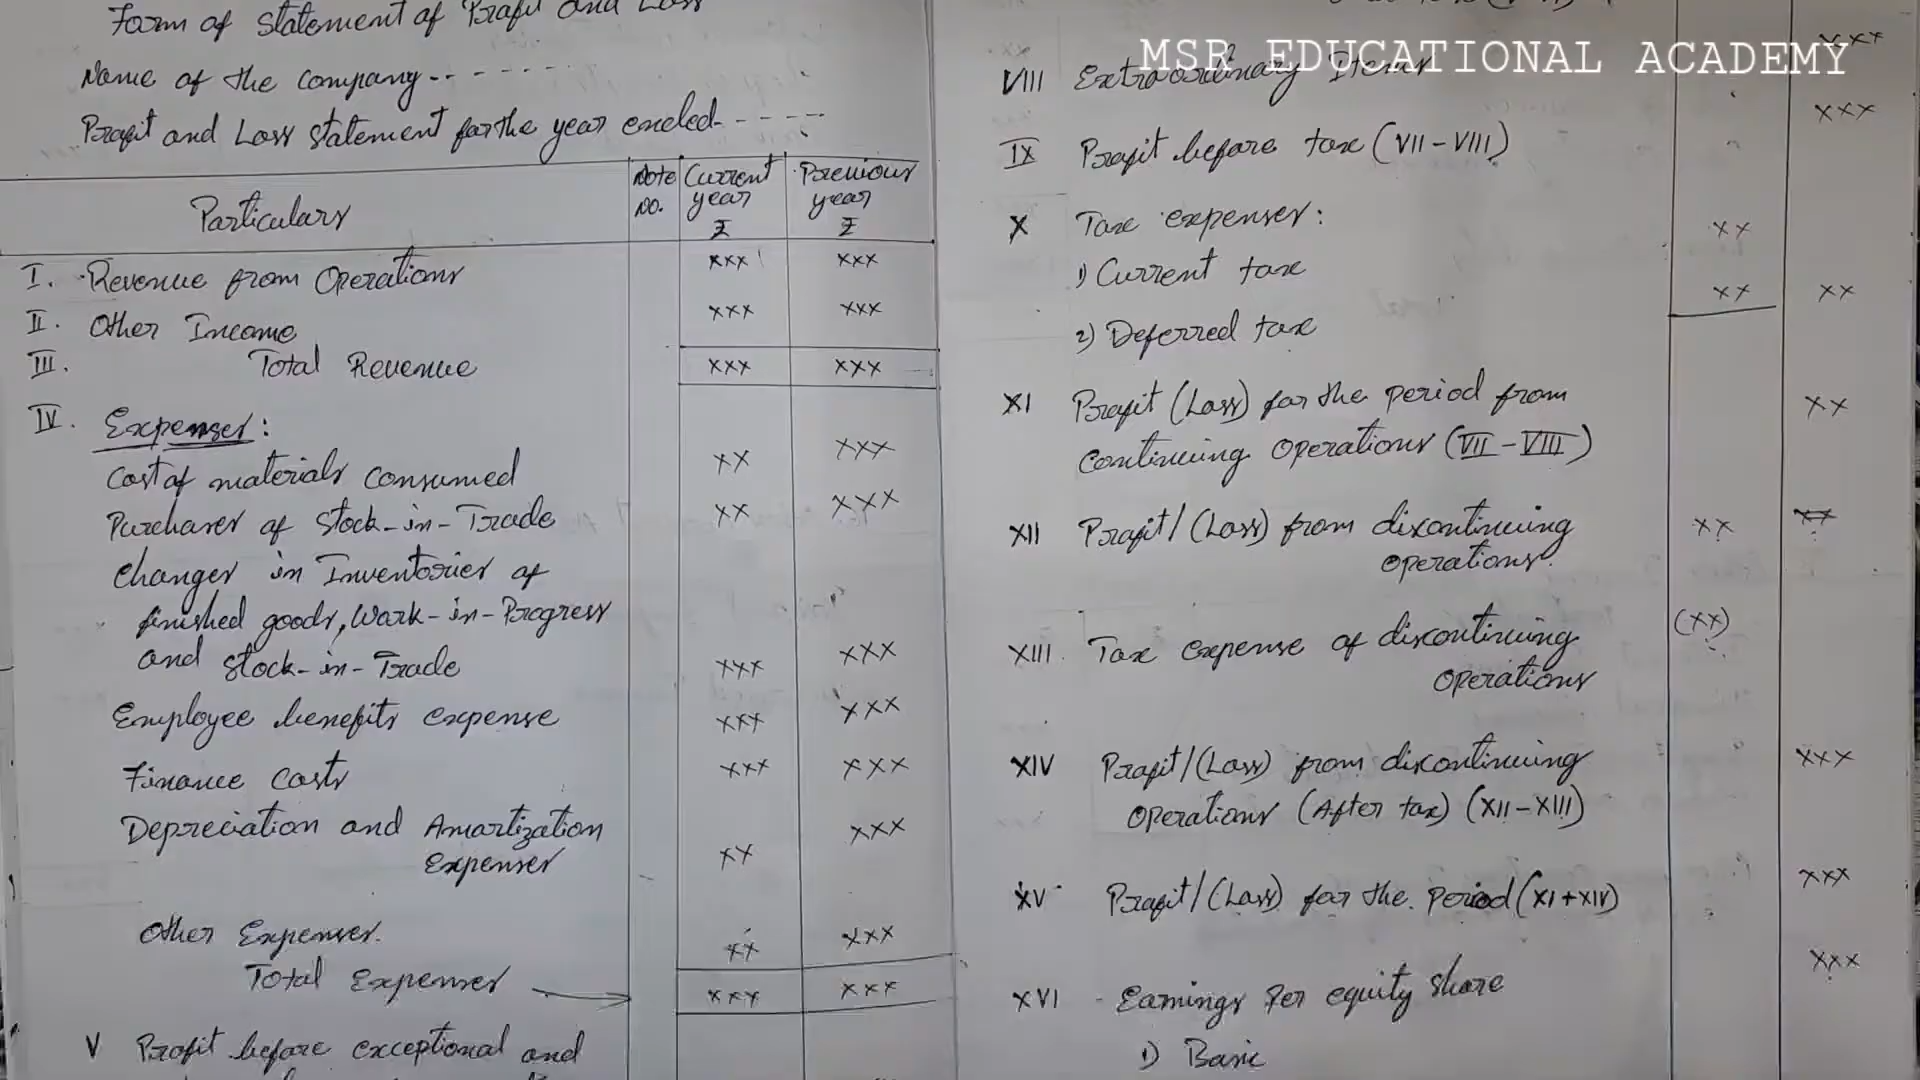 Form of Statement of Profit and Loss
Name of the company - - - - - - - -
Profit and Loss Statement for the year ended - - - - -
Particulars Note No. Current year ₹ Previous year ₹
I. Revenue from Operations xxx xxx
II. Other Income xxx xxx
III. Total Revenue xxx xxx
IV. Expenses:
Cost of materials Consumed xx xxx
Purchases of Stock-in-Trade xx xxx
Changes in Inventories of
finished goods, Work-in-Progress
and Stock-in-Trade xxx xxx
Employee benefits expense xxx xxx
Finance Costs xxx xxx
Depreciation and Amortization
Expenses xx xxx
Other Expenses. xx xxx
Total Expenses xxx xxx
V Profit before exceptional and
MSR EDUCATIONAL ACADEMY
xxx
VIII Extraordinary Items
xxx
IX Profit before tax (VII-VIII)
X Tax expenses: xx
1) Current tax
xx xx
2) Deferred tax
XI Profit (Loss) for the period from xx
Continuing Operations (VII-VIII)
XII Profit/(Loss) from discontinuing xx xx
Operations.
XIII. Tax expense of discontinuing (xx)
Operations
XIV Profit/(Loss) from discontinuing xxx
Operations (After tax) (XII-XIII)
XV Profit/(Loss) for the Period (XI+XIV) xxx
XVI Earnings Per equity share xxx
1) Basic